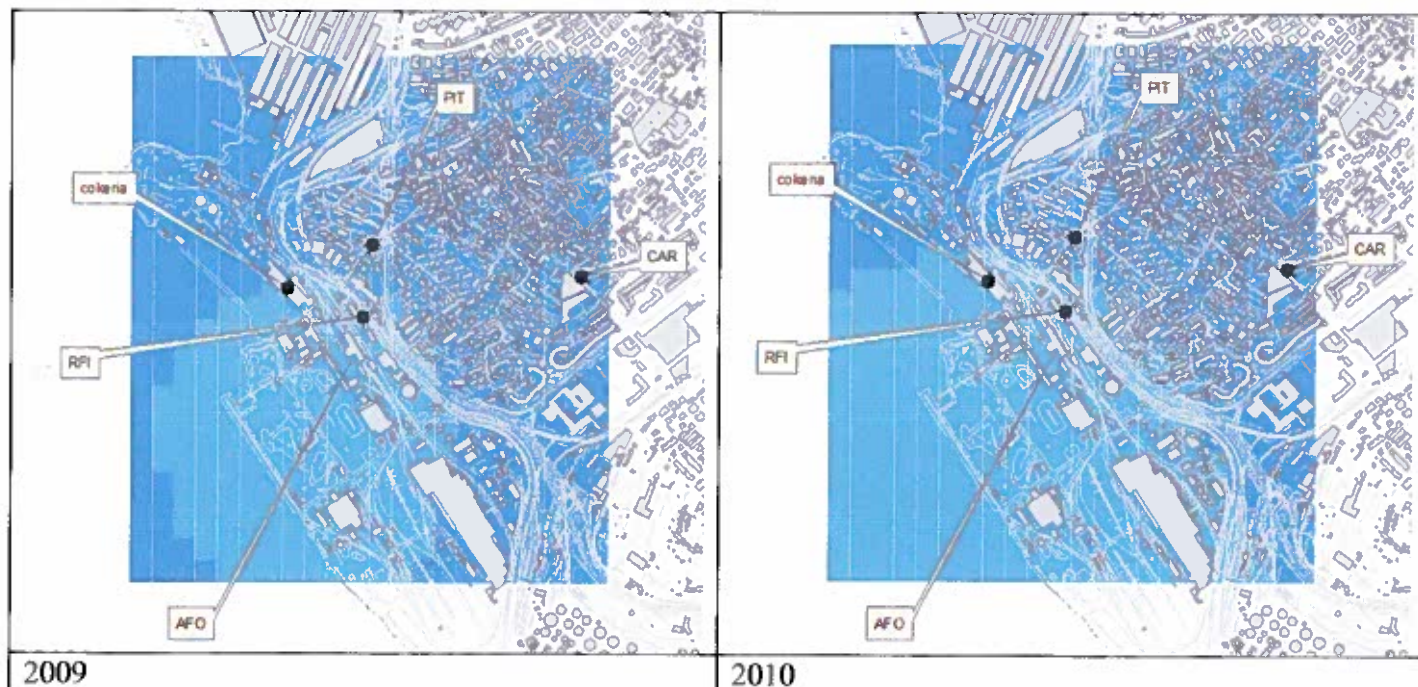 PIT
cokeria
CAR
RFI
AFO
2009
PIT
cokeria
CAR
RFI
AFO
2010